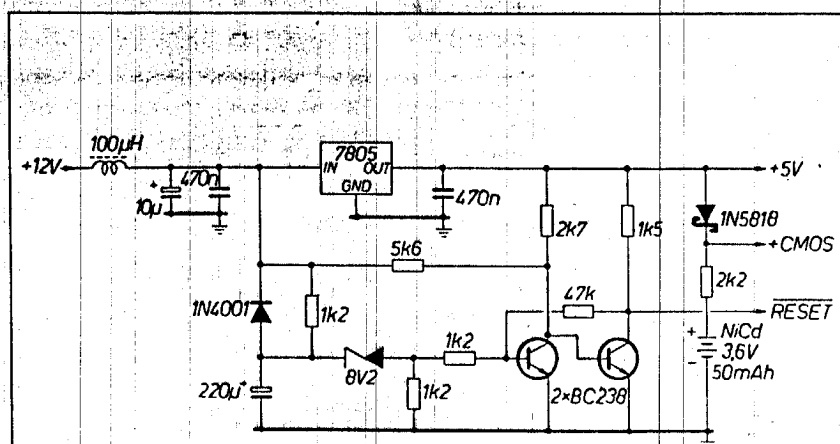 100µH
+12V
7805
IN OUT
GND
+5V
470n
+
10µ
470n
2k7
1k5
1N5818
+CMOS
5k6
2k2
1N4001
1k2
47k
RESET
+ NiCd
3,6V
- 50mAh
8V2
1k2
1k2
220µ+
2×BC238